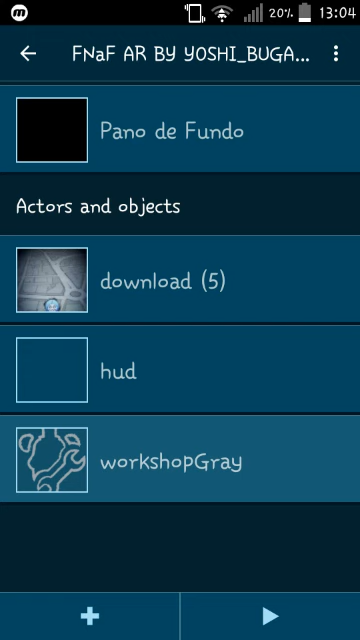 20% 13:04
FNaF AR BY YOSHI_BUGA...
Pano de Fundo
Actors and objects
download (5)
hud
workshopGray